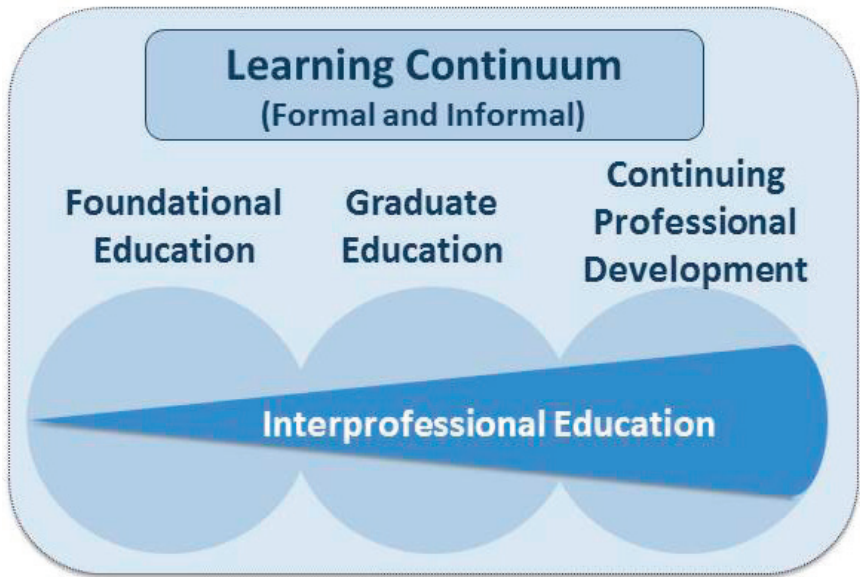 Learning Continuum
(Formal and Informal)
Foundational
Education
Graduate
Education
Continuing
Professional
Development
Interprofessional Education